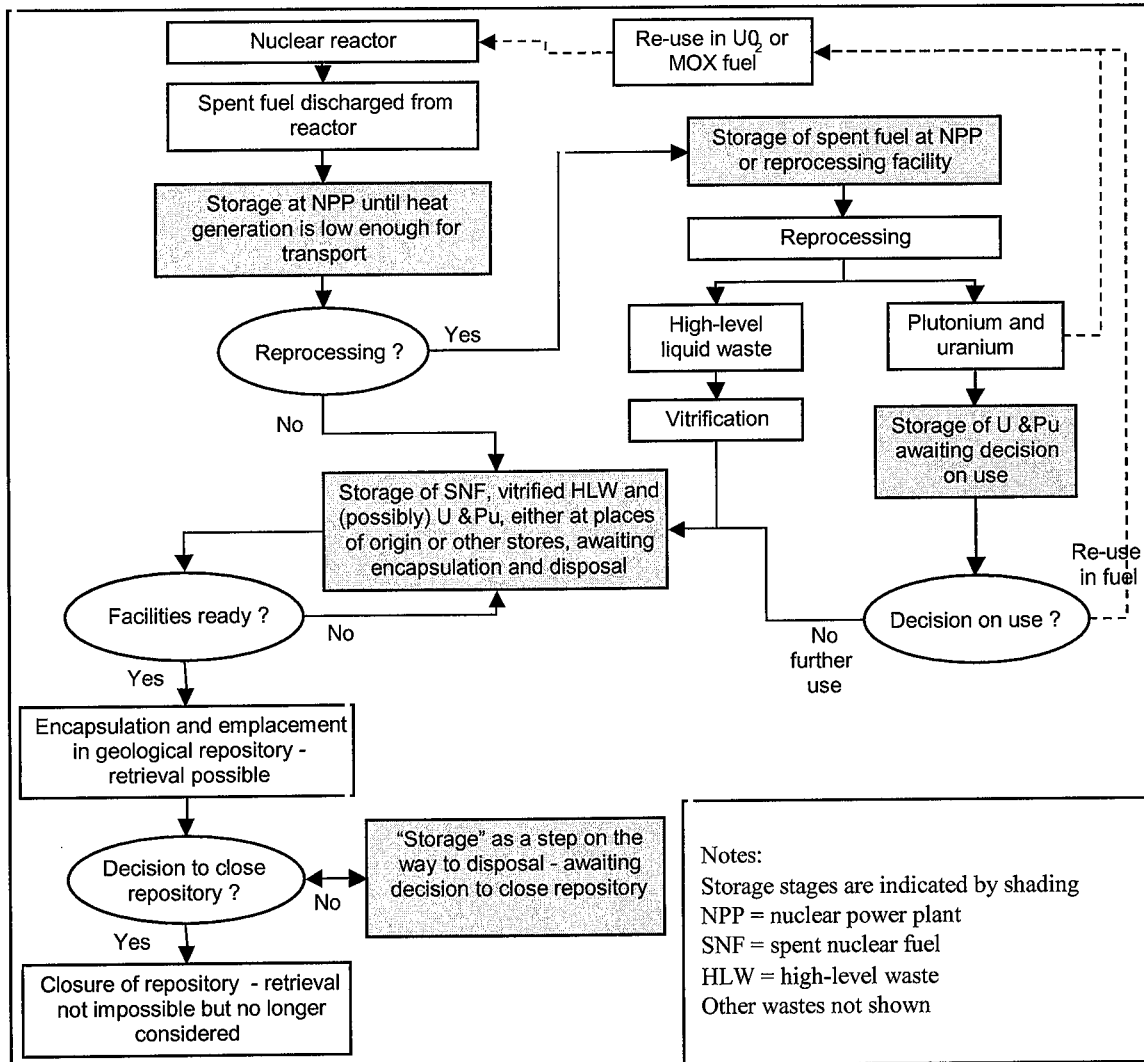 Nuclear reactor
Re-use in U0₂ or
MOX fuel
Spent fuel discharged from
reactor
Storage of spent fuel at NPP
or reprocessing facility
Storage at NPP until heat
generation is low enough for
transport
Reprocessing
Reprocessing ?
Yes
No
High-level
liquid waste
Plutonium and
uranium
Vitrification
Storage of U &Pu
awaiting decision
on use
Storage of SNF, vitrified HLW and
(possibly) U &Pu, either at places
of origin or other stores, awaiting
encapsulation and disposal
Re-use
in fuel
Facilities ready ?
No
Yes
Decision on use ?
No
further
use
Encapsulation and emplacement
in geological repository -
retrieval possible
Decision to close
repository ?
No
Yes
"Storage" as a step on the
way to disposal - awaiting
decision to close repository
Closure of repository - retrieval
not impossible but no longer
considered
Notes:
Storage stages are indicated by shading
NPP = nuclear power plant
SNF = spent nuclear fuel
HLW = high-level waste
Other wastes not shown